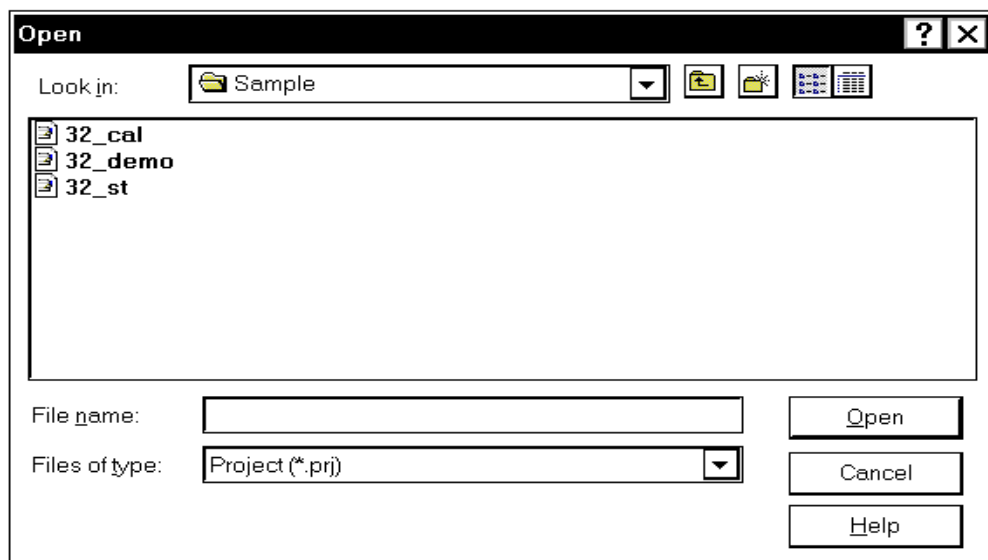 Open
Look in: Sample
32_cal
32_demo
32_st
File name:
Open
Files of type: Project (*.prj)
Cancel
Help